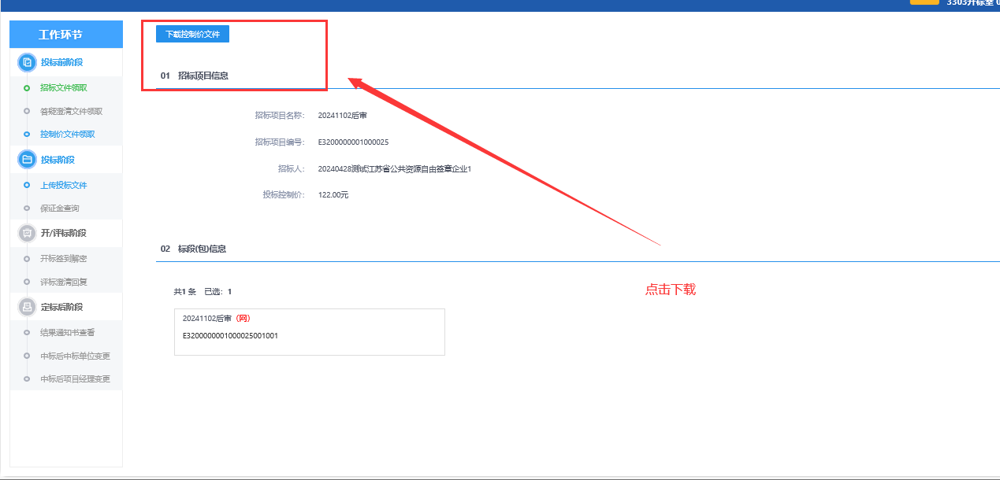 3303开标室
工作环节
投标前阶段
招标文件领取
答疑澄清文件领取
控制价文件领取
投标阶段
上传投标文件
保证金查询
开/评标阶段
开标签到解密
评标澄清回复
定标后阶段
结果通知书查看
中标后中标单位变更
中标后项目经理变更
下载控制价文件
01 招标项目信息
招标项目名称: 20241102后审
招标项目编号: E3200000001000025
招标人: 20240428测试江苏省公共资源自由签章企业1
投标控制价: 122.00元
02 标段(包)信息
共1 条 已选: 1
20241102后审 (网)
E3200000001000025001001
点击下载